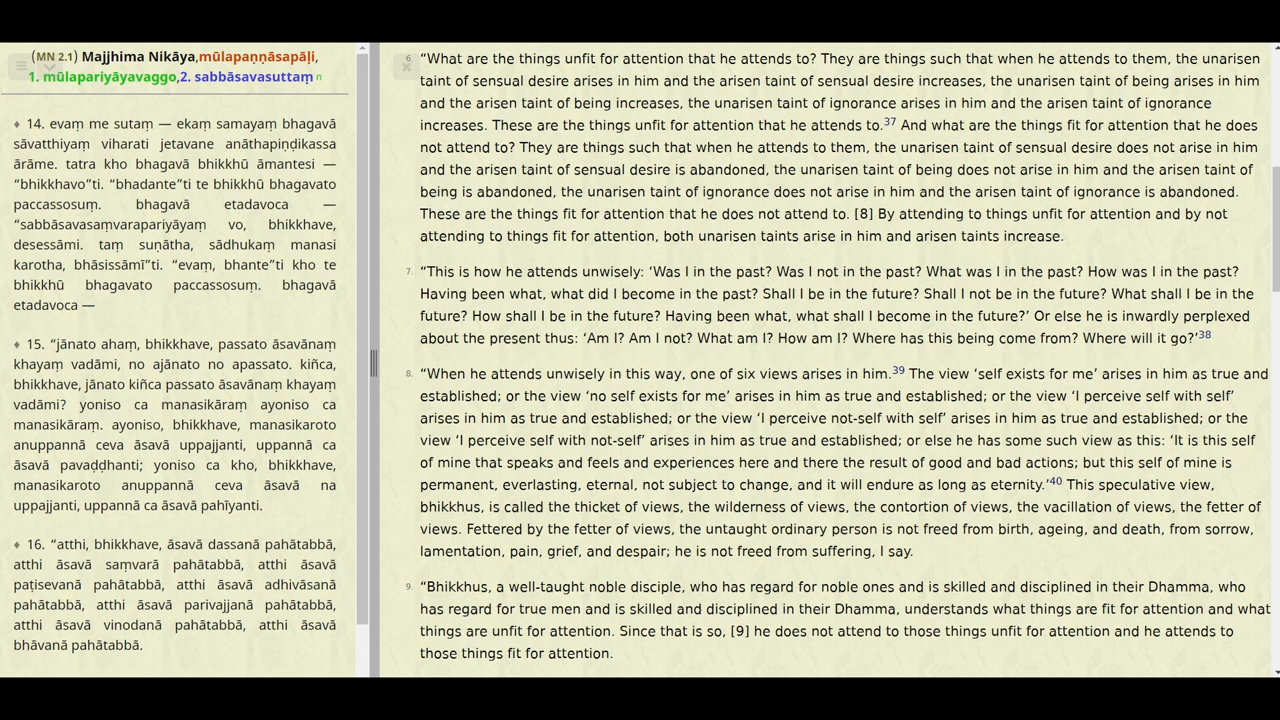 (MN 2.1) Majjhima Nikāya,mūlapaṇṇāsapāḷi,
1. mūlapariyāyavaggo,2. sabbāsavasuttaṃ n
♦ 14. evaṃ me sutaṃ — ekaṃ samayaṃ bhagavā
sāvatthiyaṃ viharati jetavane anāthapiṇḍikassa
ārāme. tatra kho bhagavā bhikkhū āmantesi —
“bhikkhavo”ti. “bhadante”ti te bhikkhū bhagavato
paccassosuṃ. bhagavā etadavoca —
“sabbāsavasaṃvarapariyāyaṃ vo, bhikkhave,
desessāmi. taṃ suṇātha, sādhukaṃ manasi
karotha, bhāsissāmī”ti. “evaṃ, bhante”ti kho te
bhikkhū bhagavato paccassosuṃ. bhagavā
etadavoca —
♦ 15. “jānato ahaṃ, bhikkhave, passato āsavānaṃ
khayaṃ vadāmi, no ajānato no apassato. kiñca,
bhikkhave, jānato kiñca passato āsavānaṃ khayaṃ
vadāmi? yoniso ca manasikāraṃ ayoniso ca
manasikāraṃ. ayoniso, bhikkhave, manasikaroto
anuppannā ceva āsavā uppajjanti, uppannā ca
āsavā pavaḍḍhanti; yoniso ca kho, bhikkhave,
manasikaroto anuppannā ceva āsavā na
uppajjanti, uppannā ca āsavā pahīyanti.
♦ 16. “atthi, bhikkhave, āsavā dassanā pahātabbā,
atthi āsavā saṃvarā pahātabbā, atthi āsavā
paṭisevanā pahātabbā, atthi āsavā adhivāsanā
pahātabbā, atthi āsavā parivajjanā pahātabbā,
atthi āsavā vinodanā pahātabbā, atthi āsavā
bhāvanā pahātabbā.
6. “What are the things unfit for attention that he attends to? They are things such that when he attends to them, the unarisen
taint of sensual desire arises in him and the arisen taint of sensual desire increases, the unarisen taint of being arises in him
and the arisen taint of being increases, the unarisen taint of ignorance arises in him and the arisen taint of ignorance
increases. These are the things unfit for attention that he attends to.37 And what are the things fit for attention that he does
not attend to? They are things such that when he attends to them, the unarisen taint of sensual desire does not arise in him
and the arisen taint of sensual desire is abandoned, the unarisen taint of being does not arise in him and the arisen taint of
being is abandoned, the unarisen taint of ignorance does not arise in him and the arisen taint of ignorance is abandoned.
These are the things fit for attention that he does not attend to. [8] By attending to things unfit for attention and by not
attending to things fit for attention, both unarisen taints arise in him and arisen taints increase.
7. “This is how he attends unwisely: ‘Was I in the past? Was I not in the past? What was I in the past? How was I in the past?
Having been what, what did I become in the past? Shall I be in the future? Shall I not be in the future? What shall I be in the
future? How shall I be in the future? Having been what, what shall I become in the future?’ Or else he is inwardly perplexed
about the present thus: ‘Am I? Am I not? What am I? How am I? Where has this being come from? Where will it go?’38
8. “When he attends unwisely in this way, one of six views arises in him.39 The view ‘self exists for me’ arises in him as true and
established; or the view ‘no self exists for me’ arises in him as true and established; or the view ‘I perceive self with self’
arises in him as true and established; or the view ‘I perceive not-self with self’ arises in him as true and established; or the
view ‘I perceive self with not-self’ arises in him as true and established; or else he has some such view as this: ‘It is this self
of mine that speaks and feels and experiences here and there the result of good and bad actions; but this self of mine is
permanent, everlasting, eternal, not subject to change, and it will endure as long as eternity.’40 This speculative view,
bhikkhus, is called the thicket of views, the wilderness of views, the contortion of views, the vacillation of views, the fetter of
views. Fettered by the fetter of views, the untaught ordinary person is not freed from birth, ageing, and death, from sorrow,
lamentation, pain, grief, and despair; he is not freed from suffering, I say.
9. “Bhikkhus, a well-taught noble disciple, who has regard for noble ones and is skilled and disciplined in their Dhamma, who
has regard for true men and is skilled and disciplined in their Dhamma, understands what things are fit for attention and what
things are unfit for attention. Since that is so, [9] he does not attend to those things unfit for attention and he attends to
those things fit for attention.